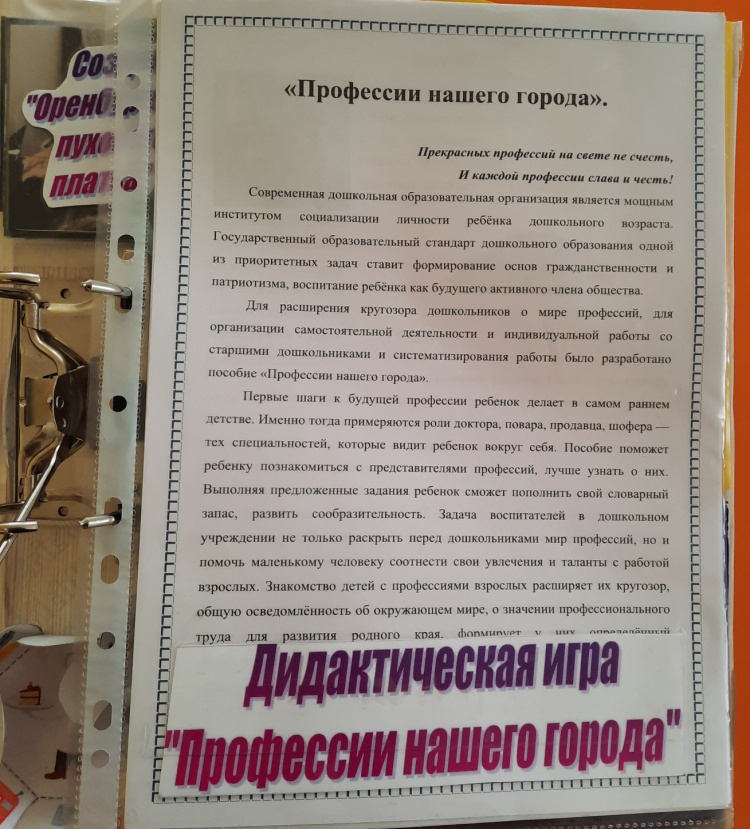 Соз
"Оренб
пухо
плат
«Профессии нашего города».
Прекрасных профессий на свете не счесть,
И каждой профессии слава и честь!
Современная дошкольная образовательная организация является мощным
институтом социализации личности ребёнка дошкольного возраста.
Государственный образовательный стандарт дошкольного образования одной
из приоритетных задач ставит формирование основ гражданственности и
патриотизма, воспитание ребёнка как будущего активного члена общества.
Для расширения кругозора дошкольников о мире профессий, для
организации самостоятельной деятельности и индивидуальной работы со
старшими дошкольниками и систематизирования работы было разработано
пособие «Профессии нашего города».
Первые шаги к будущей профессии ребенок делает в самом раннем
детстве. Именно тогда примеряются роли доктора, повара, продавца, шофера —
тех специальностей, которые видит ребенок вокруг себя. Пособие поможет
ребенку познакомиться с представителями профессий, лучше узнать о них.
Выполняя предложенные задания ребенок сможет пополнить свой словарный
запас, развить сообразительность. Задача воспитателей в дошкольном
учреждении не только раскрыть перед дошкольниками мир профессий, но и
помочь маленькому человеку соотнести свои увлечения и таланты с работой
взрослых. Знакомство детей с профессиями взрослых расширяет их кругозор,
общую осведомлённость об окружающем мире, о значении профессионального
труда для развития родного края, формирует у них определённый
Дидактическая игра
"Профессии нашего города"